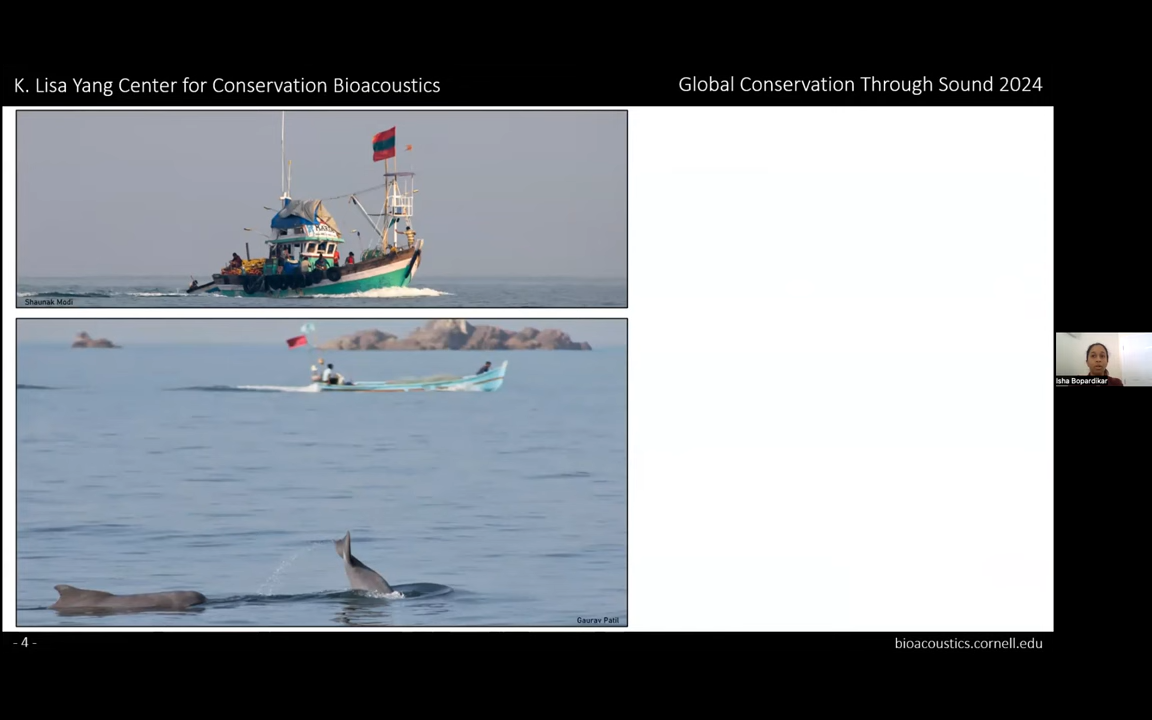 K. Lisa Yang Center for Conservation Bioacoustics
Global Conservation Through Sound 2024
Shaunak Modi
Isha Bopardikar
Gaurav Patil
- 4 -
bioacoustics.cornell.edu